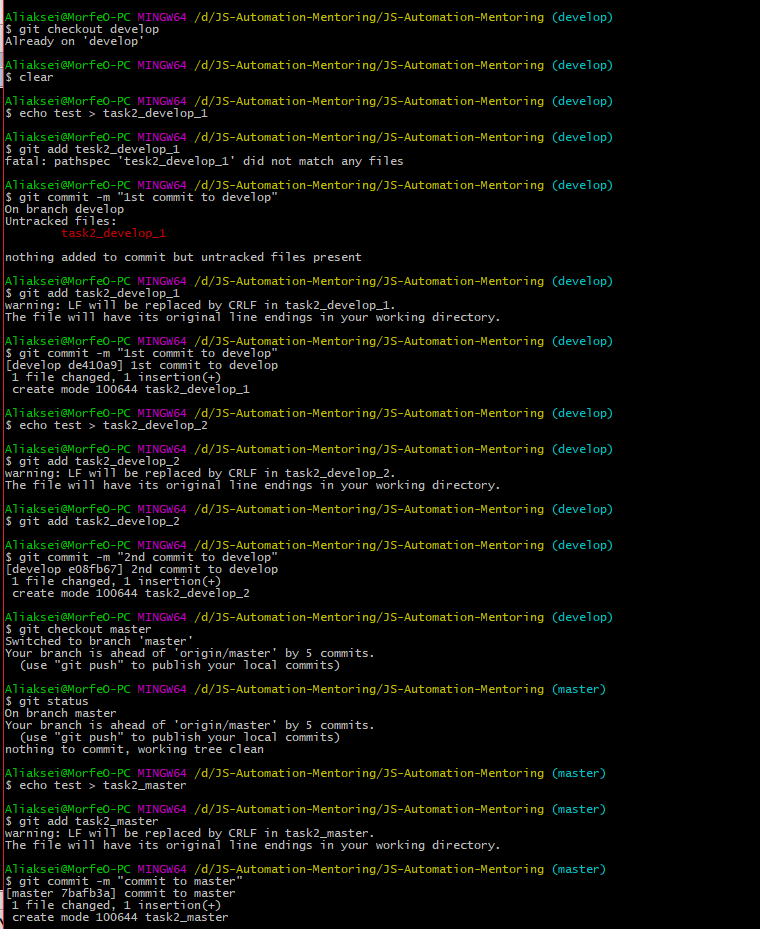 Aliaksei@MorfeO-PC MINGW64 /d/JS-Automation-Mentoring/JS-Automation-Mentoring (develop)
$ git checkout develop
Already on 'develop'
Aliaksei@MorfeO-PC MINGW64 /d/JS-Automation-Mentoring/JS-Automation-Mentoring (develop)
$ clear
Aliaksei@MorfeO-PC MINGW64 /d/JS-Automation-Mentoring/JS-Automation-Mentoring (develop)
$ echo test > task2_develop_1
Aliaksei@MorfeO-PC MINGW64 /d/JS-Automation-Mentoring/JS-Automation-Mentoring (develop)
$ git add tesk2_develop_1
fatal: pathspec 'tesk2_develop_1' did not match any files
Aliaksei@MorfeO-PC MINGW64 /d/JS-Automation-Mentoring/JS-Automation-Mentoring (develop)
$ git commit -m "1st commit to develop"
On branch develop
Untracked files:
task2_develop_1
nothing added to commit but untracked files present
Aliaksei@MorfeO-PC MINGW64 /d/JS-Automation-Mentoring/JS-Automation-Mentoring (develop)
$ git add task2_develop_1
warning: LF will be replaced by CRLF in task2_develop_1.
The file will have its original line endings in your working directory.
Aliaksei@MorfeO-PC MINGW64 /d/JS-Automation-Mentoring/JS-Automation-Mentoring (develop)
$ git commit -m "1st commit to develop"
[develop de410a9] 1st commit to develop
1 file changed, 1 insertion(+)
create mode 100644 task2_develop_1
Aliaksei@MorfeO-PC MINGW64 /d/JS-Automation-Mentoring/JS-Automation-Mentoring (develop)
$ echo test > task2_develop_2
Aliaksei@MorfeO-PC MINGW64 /d/JS-Automation-Mentoring/JS-Automation-Mentoring (develop)
$ git add task2_develop_2
warning: LF will be replaced by CRLF in task2_develop_2.
The file will have its original line endings in your working directory.
Aliaksei@MorfeO-PC MINGW64 /d/JS-Automation-Mentoring/JS-Automation-Mentoring (develop)
$ git add task2_develop_2
Aliaksei@MorfeO-PC MINGW64 /d/JS-Automation-Mentoring/JS-Automation-Mentoring (develop)
$ git commit -m "2nd commit to develop"
[develop e08fb67] 2nd commit to develop
1 file changed, 1 insertion(+)
create mode 100644 task2_develop_2
Aliaksei@MorfeO-PC MINGW64 /d/JS-Automation-Mentoring/JS-Automation-Mentoring (develop)
$ git checkout master
Switched to branch 'master'
Your branch is ahead of 'origin/master' by 5 commits.
(use "git push" to publish your local commits)
Aliaksei@MorfeO-PC MINGW64 /d/JS-Automation-Mentoring/JS-Automation-Mentoring (master)
$ git status
On branch master
Your branch is ahead of 'origin/master' by 5 commits.
(use "git push" to publish your local commits)
nothing to commit, working tree clean
Aliaksei@MorfeO-PC MINGW64 /d/JS-Automation-Mentoring/JS-Automation-Mentoring (master)
$ echo test > task2_master
Aliaksei@MorfeO-PC MINGW64 /d/JS-Automation-Mentoring/JS-Automation-Mentoring (master)
$ git add task2_master
warning: LF will be replaced by CRLF in task2_master.
The file will have its original line endings in your working directory.
Aliaksei@MorfeO-PC MINGW64 /d/JS-Automation-Mentoring/JS-Automation-Mentoring (master)
$ git commit -m "commit to master"
[master 7bafb3a] commit to master
1 file changed, 1 insertion(+)
create mode 100644 task2_master